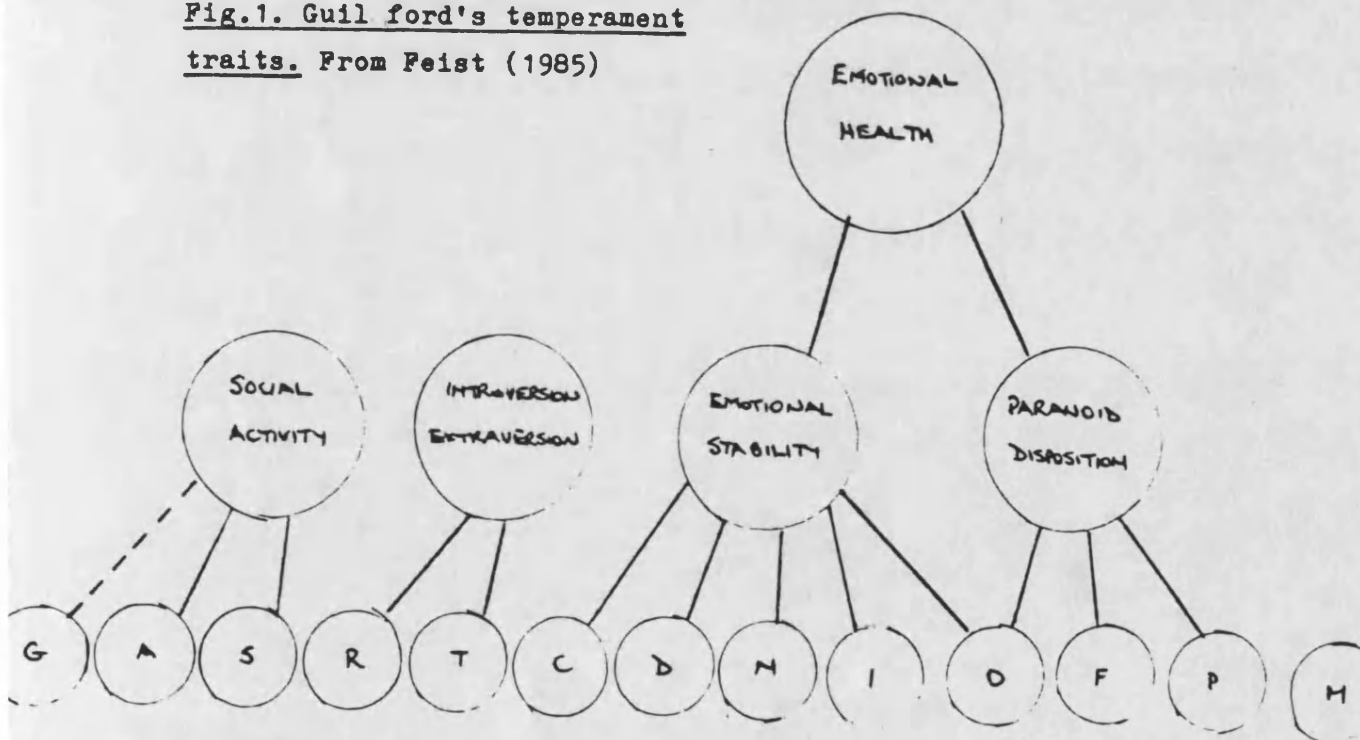 Fig.1. Guil ford's temperament
traits. From Feist (1985)
EMOTIONAL
HEALTH
SOCIAL
ACTIVITY
INTROVERSION
EXTRAVERSION
EMOTIONAL
STABILITY
PARANOID
DISPOSITION
G A S R T C D N I O F P M